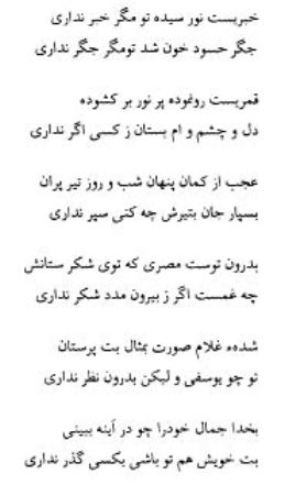 خبریست نور سیده تو مگر خبر نداری
جگر حسود خون شد تومگر جگر نداری
قمریست رونموده پر نور بر کشوده
دل و چشم و ام بستان ز کسی اگر نداری
عجب از کمان پنهان شب و روز تیر پران
بسپار جان بتیرش چه کنی سپر نداری
بدرون توست مصری که توی شکر ستانش
چه غمست اگر ز بیرون مدد شکر نداری
شدهء غلام صورت بمثال بت پرستان
تو چو یوسفی و لیکن بدرون نظر نداری
بخدا جمال خودرا چو در آینه ببینی
بت خویش هم تو باشی بکسی گذر نداری